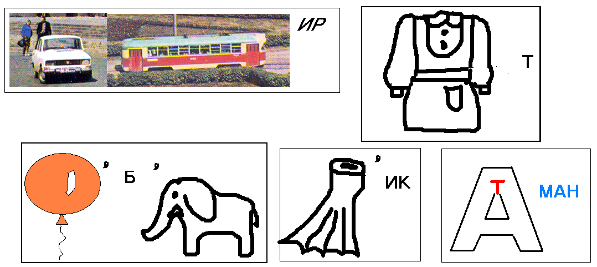 ИР
Т
, Б ,
, ИК
А
Т
МАН